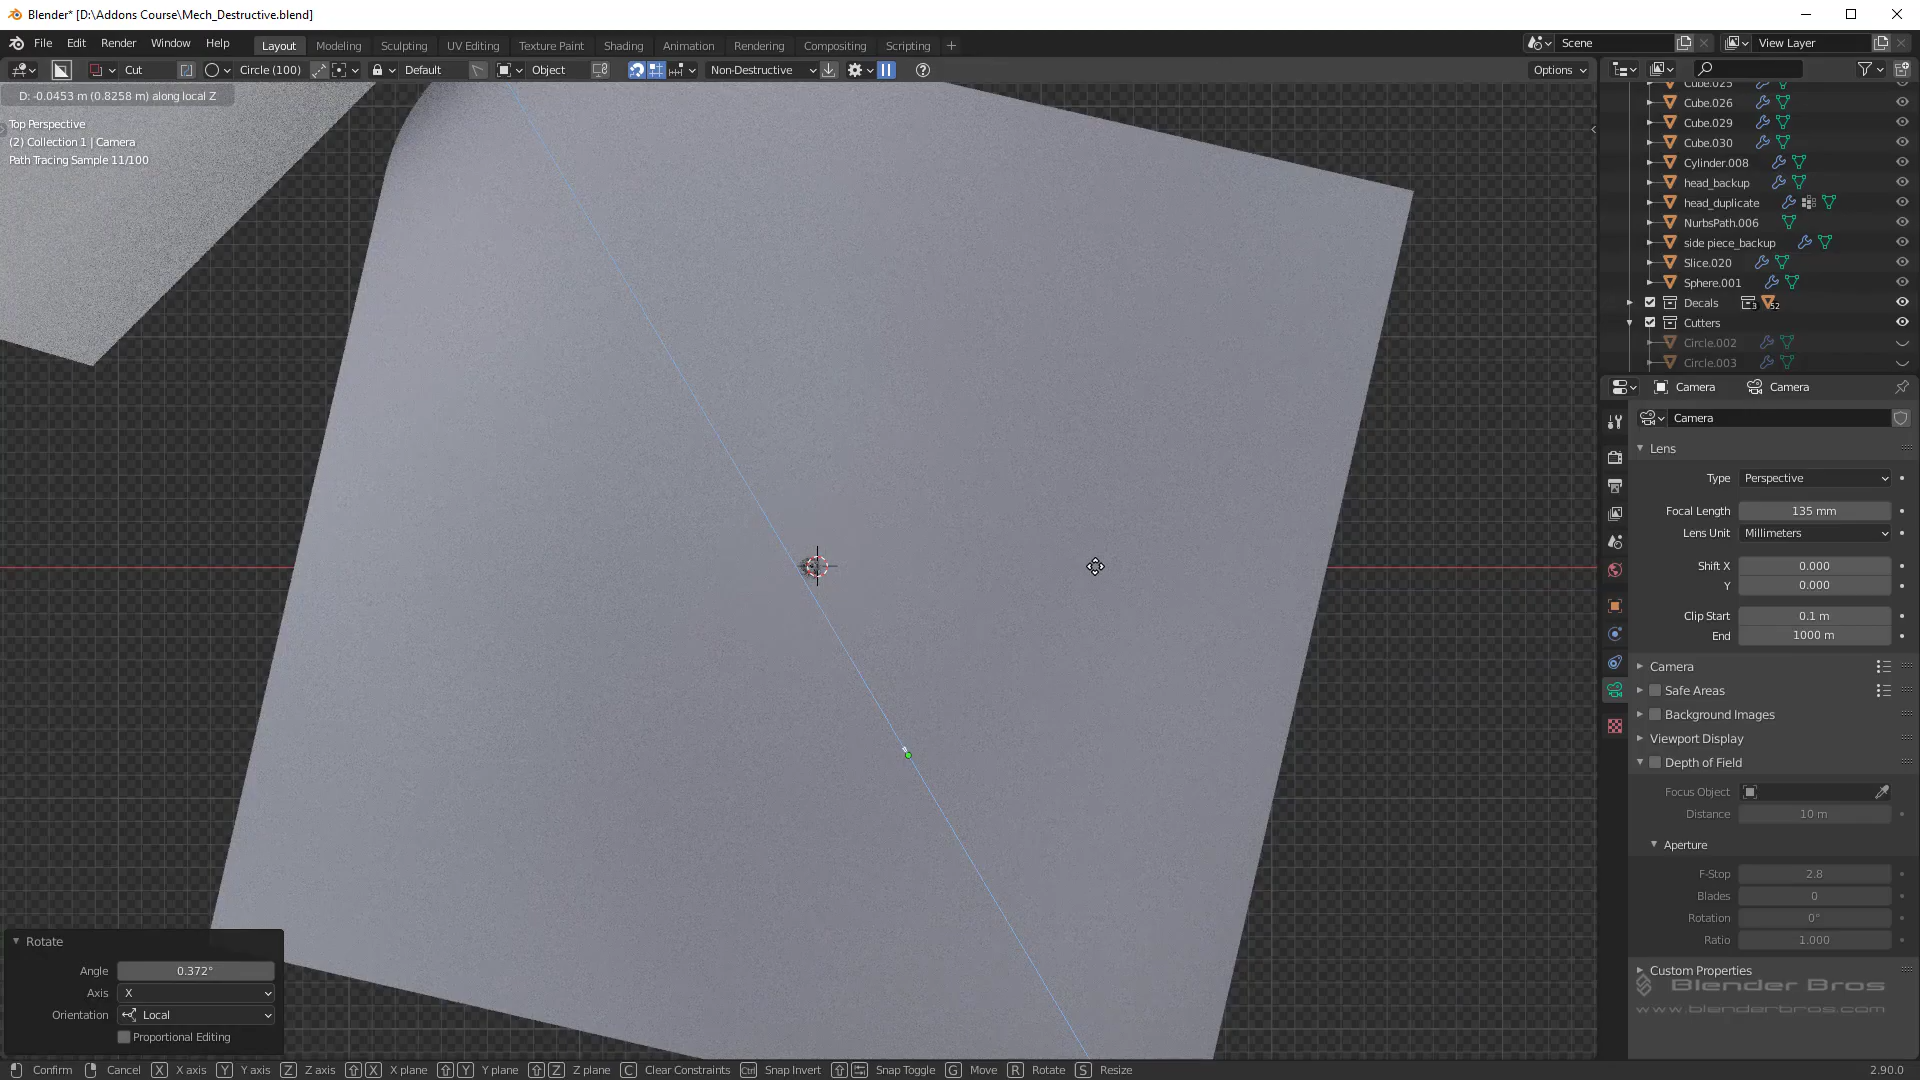 Blender* [D:\Addons Course\Mech_Destructive.blend]
File Edit Render Window Help Layout Modeling Sculpting UV Editing Texture Paint Shading Animation Rendering Compositing Scripting + Scene View Layer
Cut Circle (100) Default Object Non-Destructive Options
D: -0.0453 m (0.8258 m) along local Z
Top Perspective
(2) Collection 1 | Camera
Path Tracing Sample 11/100
Cube.025
Cube.026
Cube.029
Cube.030
Cylinder.008
head_backup
head_duplicate
NurbsPath.006
side piece_backup
Slice.020
Sphere.001
Decals 3 52
Cutters
Circle.002
Circle.003
Camera Camera
Camera
Lens
Type Perspective
Focal Length 135 mm
Lens Unit Millimeters
Shift X 0.000
Y 0.000
Clip Start 0.1 m
End 1000 m
Camera
Safe Areas
Background Images
Viewport Display
Depth of Field
Focus Object
Distance 10 m
Aperture
F-Stop 2.8
Blades 0
Rotation 0°
Ratio 1.000
Custom Properties
Blender Bros
www.blenderbros.com
Rotate
Angle 0.372°
Axis X
Orientation Local
Proportional Editing
Confirm Cancel X X axis Y Y axis Z Z axis X X plane Y Y plane Z Z plane C Clear Constraints Ctrl Snap Invert Snap Toggle G Move R Rotate S Resize 2.90.0